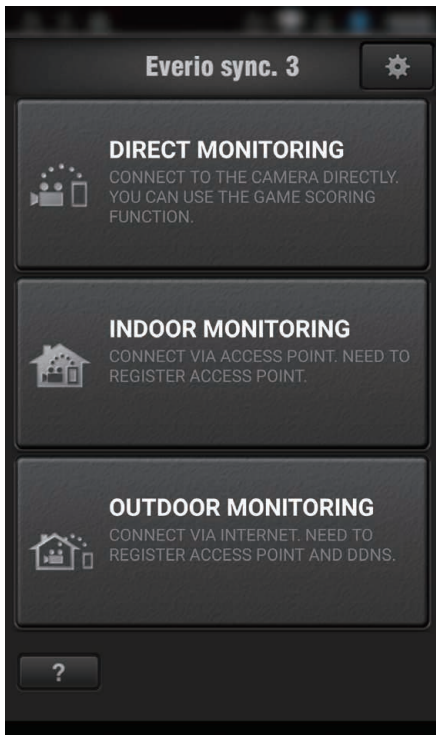 Everio sync. 3
DIRECT MONITORING
CONNECT TO THE CAMERA DIRECTLY.
YOU CAN USE THE GAME SCORING
FUNCTION.
INDOOR MONITORING
CONNECT VIA ACCESS POINT. NEED TO
REGISTER ACCESS POINT.
OUTDOOR MONITORING
CONNECT VIA INTERNET. NEED TO
REGISTER ACCESS POINT AND DDNS.
?